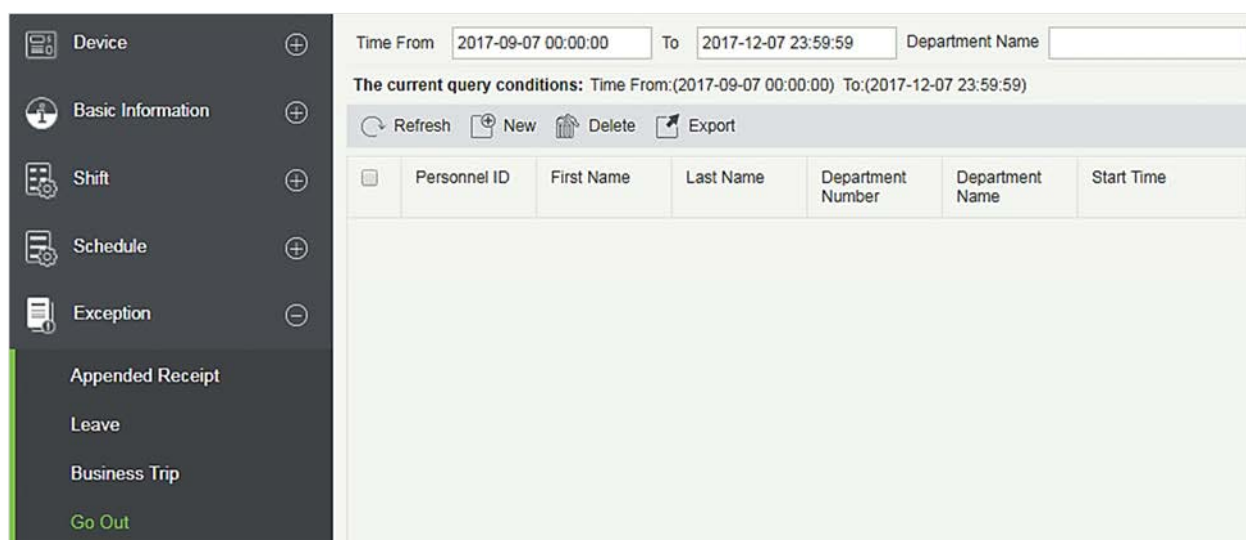 Device
Basic Information
Shift
Schedule
Exception
Appended Receipt
Leave
Business Trip
Go Out
Time From 2017-09-07 00:00:00 To 2017-12-07 23:59:59 Department Name
The current query conditions: Time From:(2017-09-07 00:00:00) To:(2017-12-07 23:59:59)
Refresh New Delete Export
Personnel ID First Name Last Name Department Number Department Name Start Time